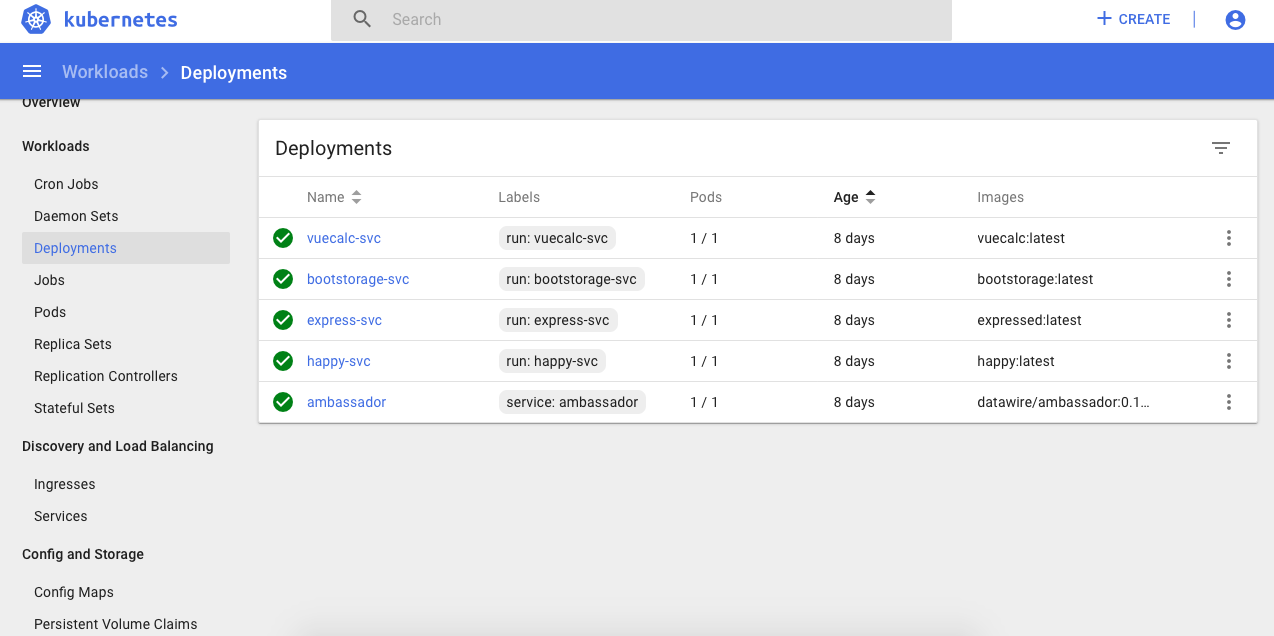 kubernetes
Search
CREATE
Workloads Deployments
Overview
Workloads
Cron Jobs
Daemon Sets
Deployments
Jobs
Pods
Replica Sets
Replication Controllers
Stateful Sets
Discovery and Load Balancing
Ingresses
Services
Config and Storage
Config Maps
Persistent Volume Claims
Deployments
Name Labels Pods Age Images
vuecalc-svc run: vuecalc-svc 1 / 1 8 days vuecalc:latest
bootstorage-svc run: bootstorage-svc 1 / 1 8 days bootstorage:latest
express-svc run: express-svc 1 / 1 8 days expressed:latest
happy-svc run: happy-svc 1 / 1 8 days happy:latest
ambassador service: ambassador 1 / 1 8 days datawire/ambassador:0.1...